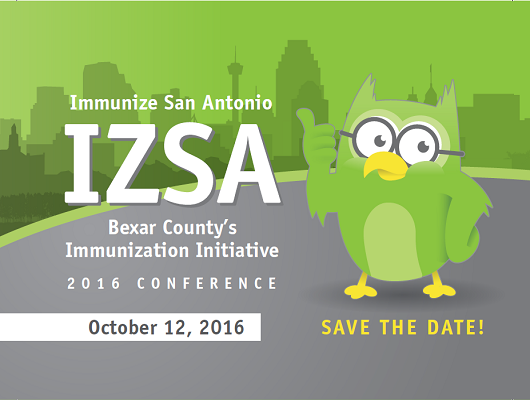 Immunize San Antonio
IZSA
Bexar County's
Immunization Initiative
2016 CONFERENCE
October 12, 2016
SAVE THE DATE!